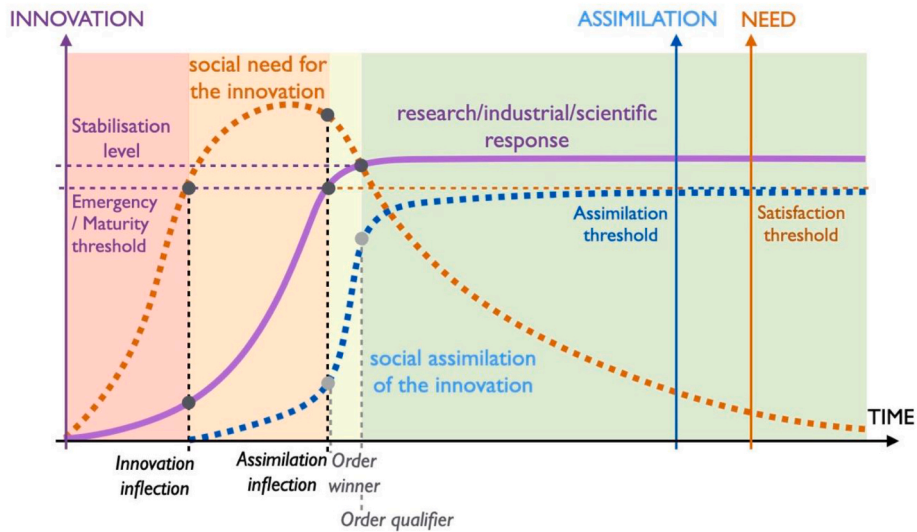 INNOVATION
ASSIMILATION
NEED
social need for
the innovation
research/industrial/scientific
response
Stabilisation
level
Emergency
/ Maturity
threshold
Assimilation
threshold
Satisfaction
threshold
social assimilation
of the innovation
TIME
Innovation
inflection
Assimilation
inflection
Order
winner
Order qualifier